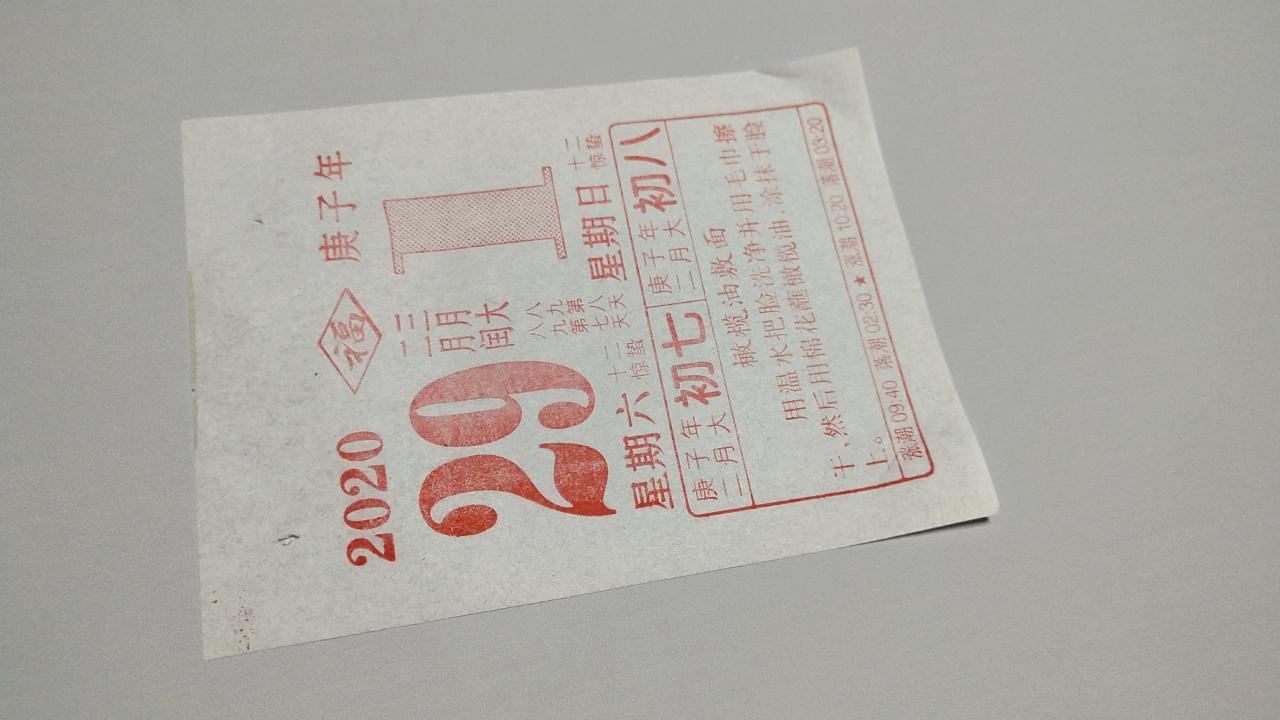 2020 福 庚子年
29
二月闰
三月大
八九第七天
八九第八天
1
星期六 十二惊蛰 星期日 十二惊蛰
庚子年二月大 初七 庚子年二月大 初八
橄榄油敷面
用温水把脸洗净并用毛巾擦
干、然后用棉花蘸橄榄油,涂抹于脸
上。
涨潮 09:40 落潮 02:30 ★ 涨潮 10:20 落潮 03:20